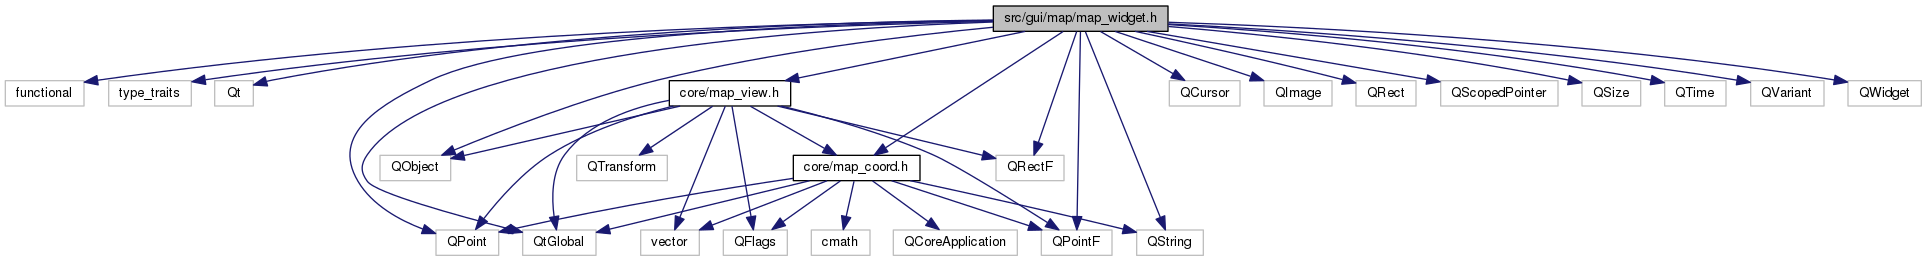 src/gui/map/map_widget.h
functional
type_traits
Qt
core/map_view.h
QCursor
QImage
QRect
QScopedPointer
QSize
QTime
QVariant
QWidget
QObject
QTransform
core/map_coord.h
QRectF
QPoint
QtGlobal
vector
QFlags
cmath
QCoreApplication
QPointF
QString